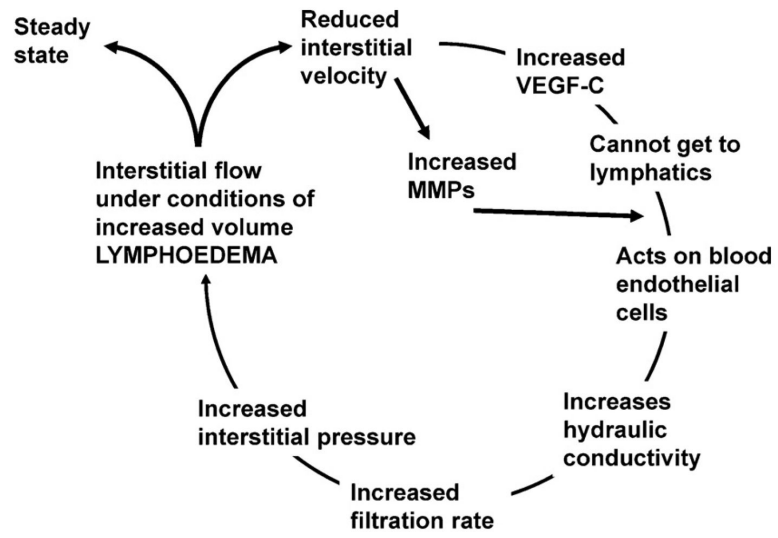 Steady
state
Reduced
interstitial
velocity
Increased
VEGF-C
Cannot get to
lymphatics
Increased
MMPs
Acts on blood
endothelial
cells
Increases
hydraulic
conductivity
Increased
filtration rate
Increased
interstitial pressure
Interstitial flow
under conditions of
increased volume
LYMPHOEDEMA